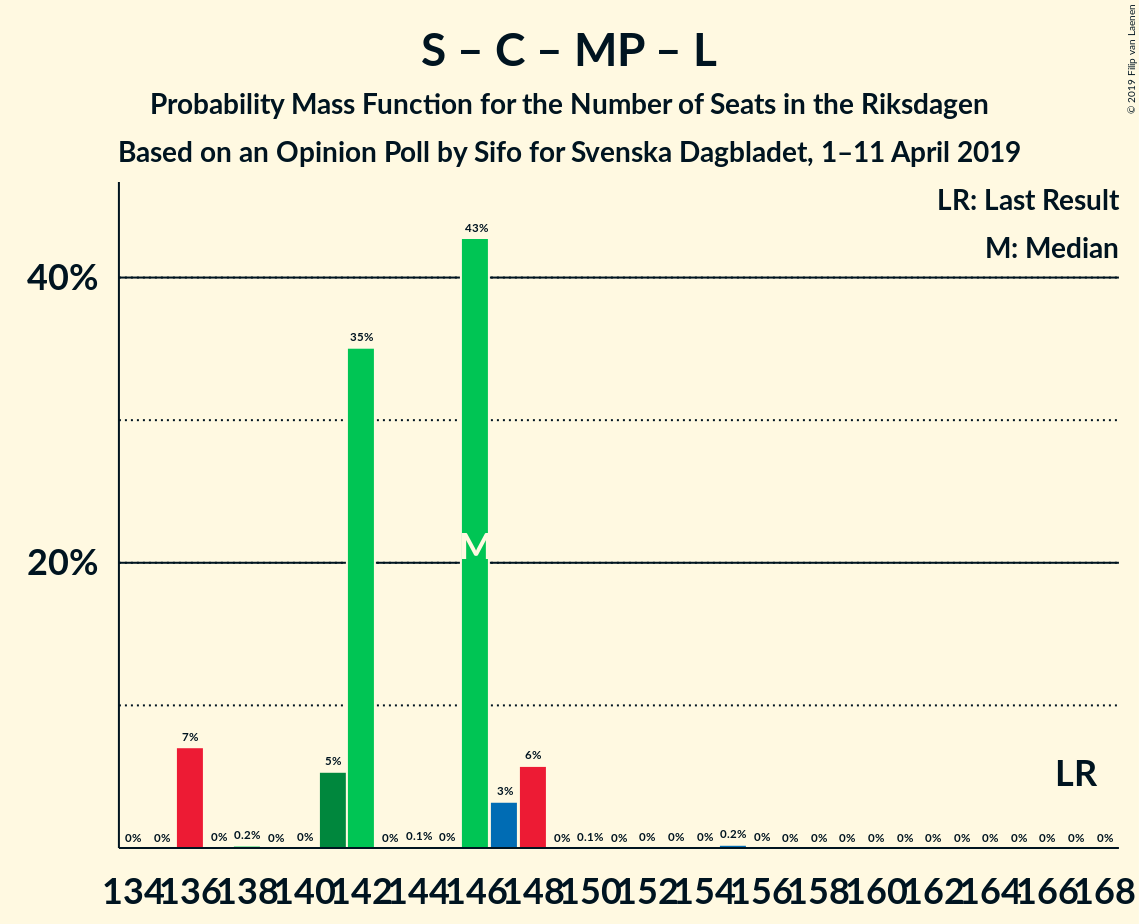 S – C – MP – L
Probability Mass Function for the Number of Seats in the Riksdagen
Based on an Opinion Poll by Sifo for Svenska Dagbladet, 1–11 April 2019
© 2019 Filip van Laenen
LR: Last Result
M: Median
40%
20%
0% 0% 7% 0% 0.2% 0% 0% 5% 35% 0% 0.1% 0% 43% 3% 6% 0% 0.1% 0% 0% 0% 0% 0.2% 0% 0% 0% 0% 0% 0% 0% 0% 0% 0% 0% 0% 0%
M
LR
134 136 138 140 142 144 146 148 150 152 154 156 158 160 162 164 166 168